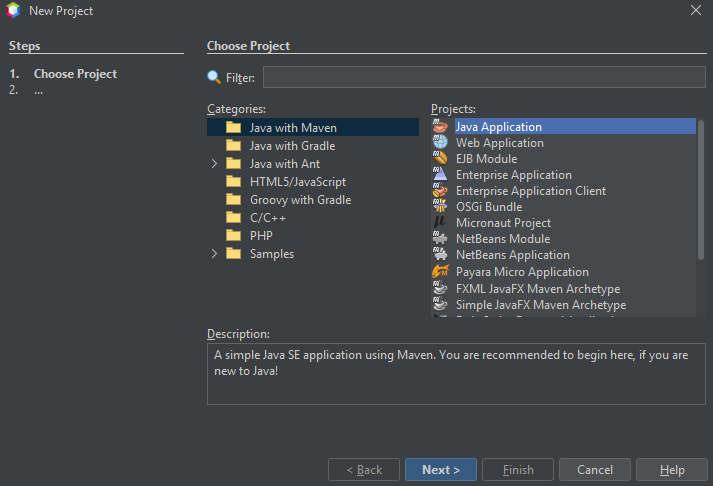 New Project
Steps
1. Choose Project
2. ...
Choose Project
Filter:
Categories:
Java with Maven
Java with Gradle
Java with Ant
HTML5/JavaScript
Groovy with Gradle
C/C++
PHP
Samples
Projects:
Java Application
Web Application
EJB Module
Enterprise Application
Enterprise Application Client
OSGi Bundle
Micronaut Project
NetBeans Module
NetBeans Application
Payara Micro Application
FXML JavaFX Maven Archetype
Simple JavaFX Maven Archetype
Description:
A simple Java SE application using Maven. You are recommended to begin here, if you are
new to Java!
< Back
Next >
Finish
Cancel
Help